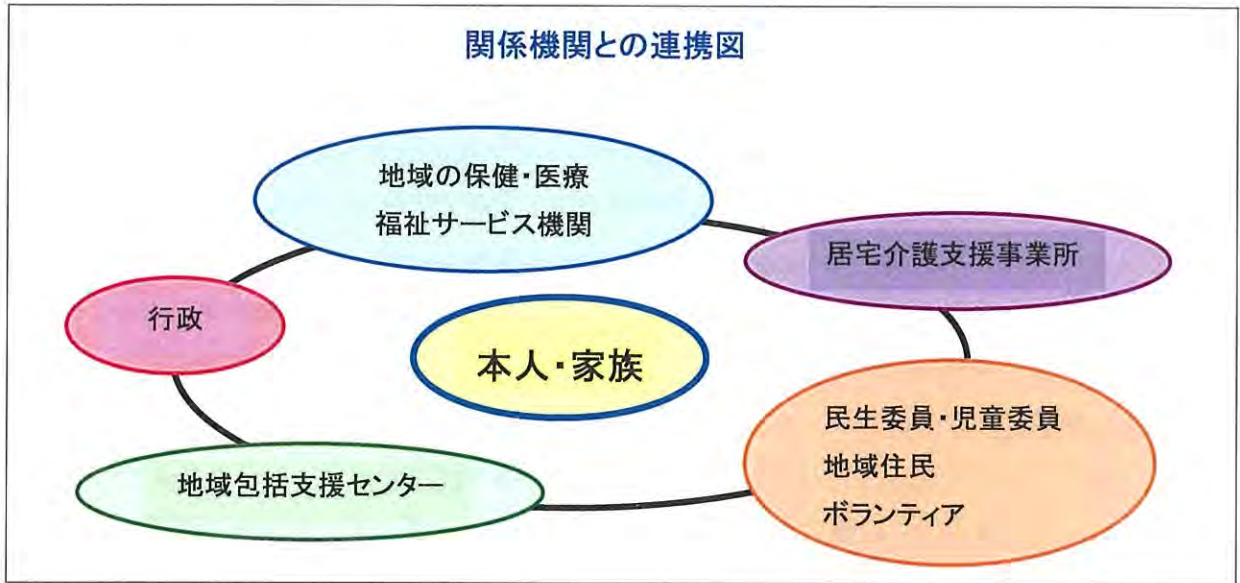 関係機関との連携図
地域の保健・医療
福祉サービス機関
居宅介護支援事業所
行政
本人・家族
民生委員・児童委員
地域住民
ボランティア
地域包括支援センター